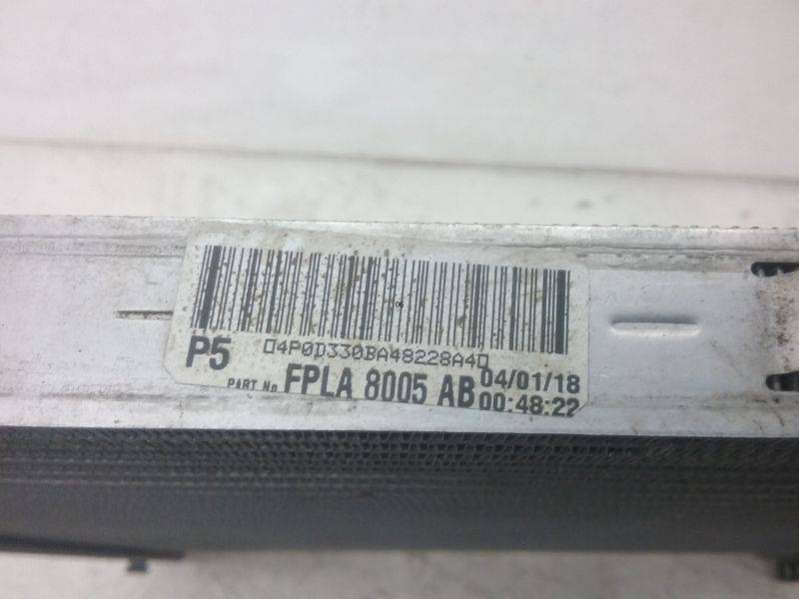 ▯4P0D330BA48228A4▯
P5
PART No FPLA 8005 AB 04/01/18
00:48:22